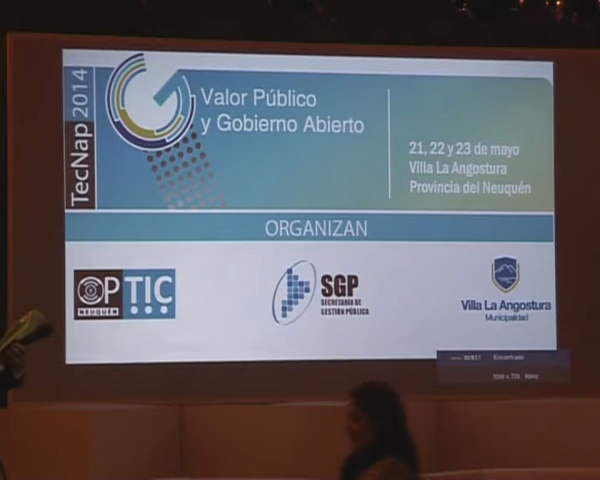 TecNap 2014
Valor Público
y Gobierno Abierto
21, 22 y 23 de mayo
Villa La Angostura
Provincia del Neuquén
ORGANIZAN
OPTIC
NEUQUÉN
SGP
SECRETARÍA DE
GESTIÓN PÚBLICA
Villa La Angostura
Municipalidad
Encontrado